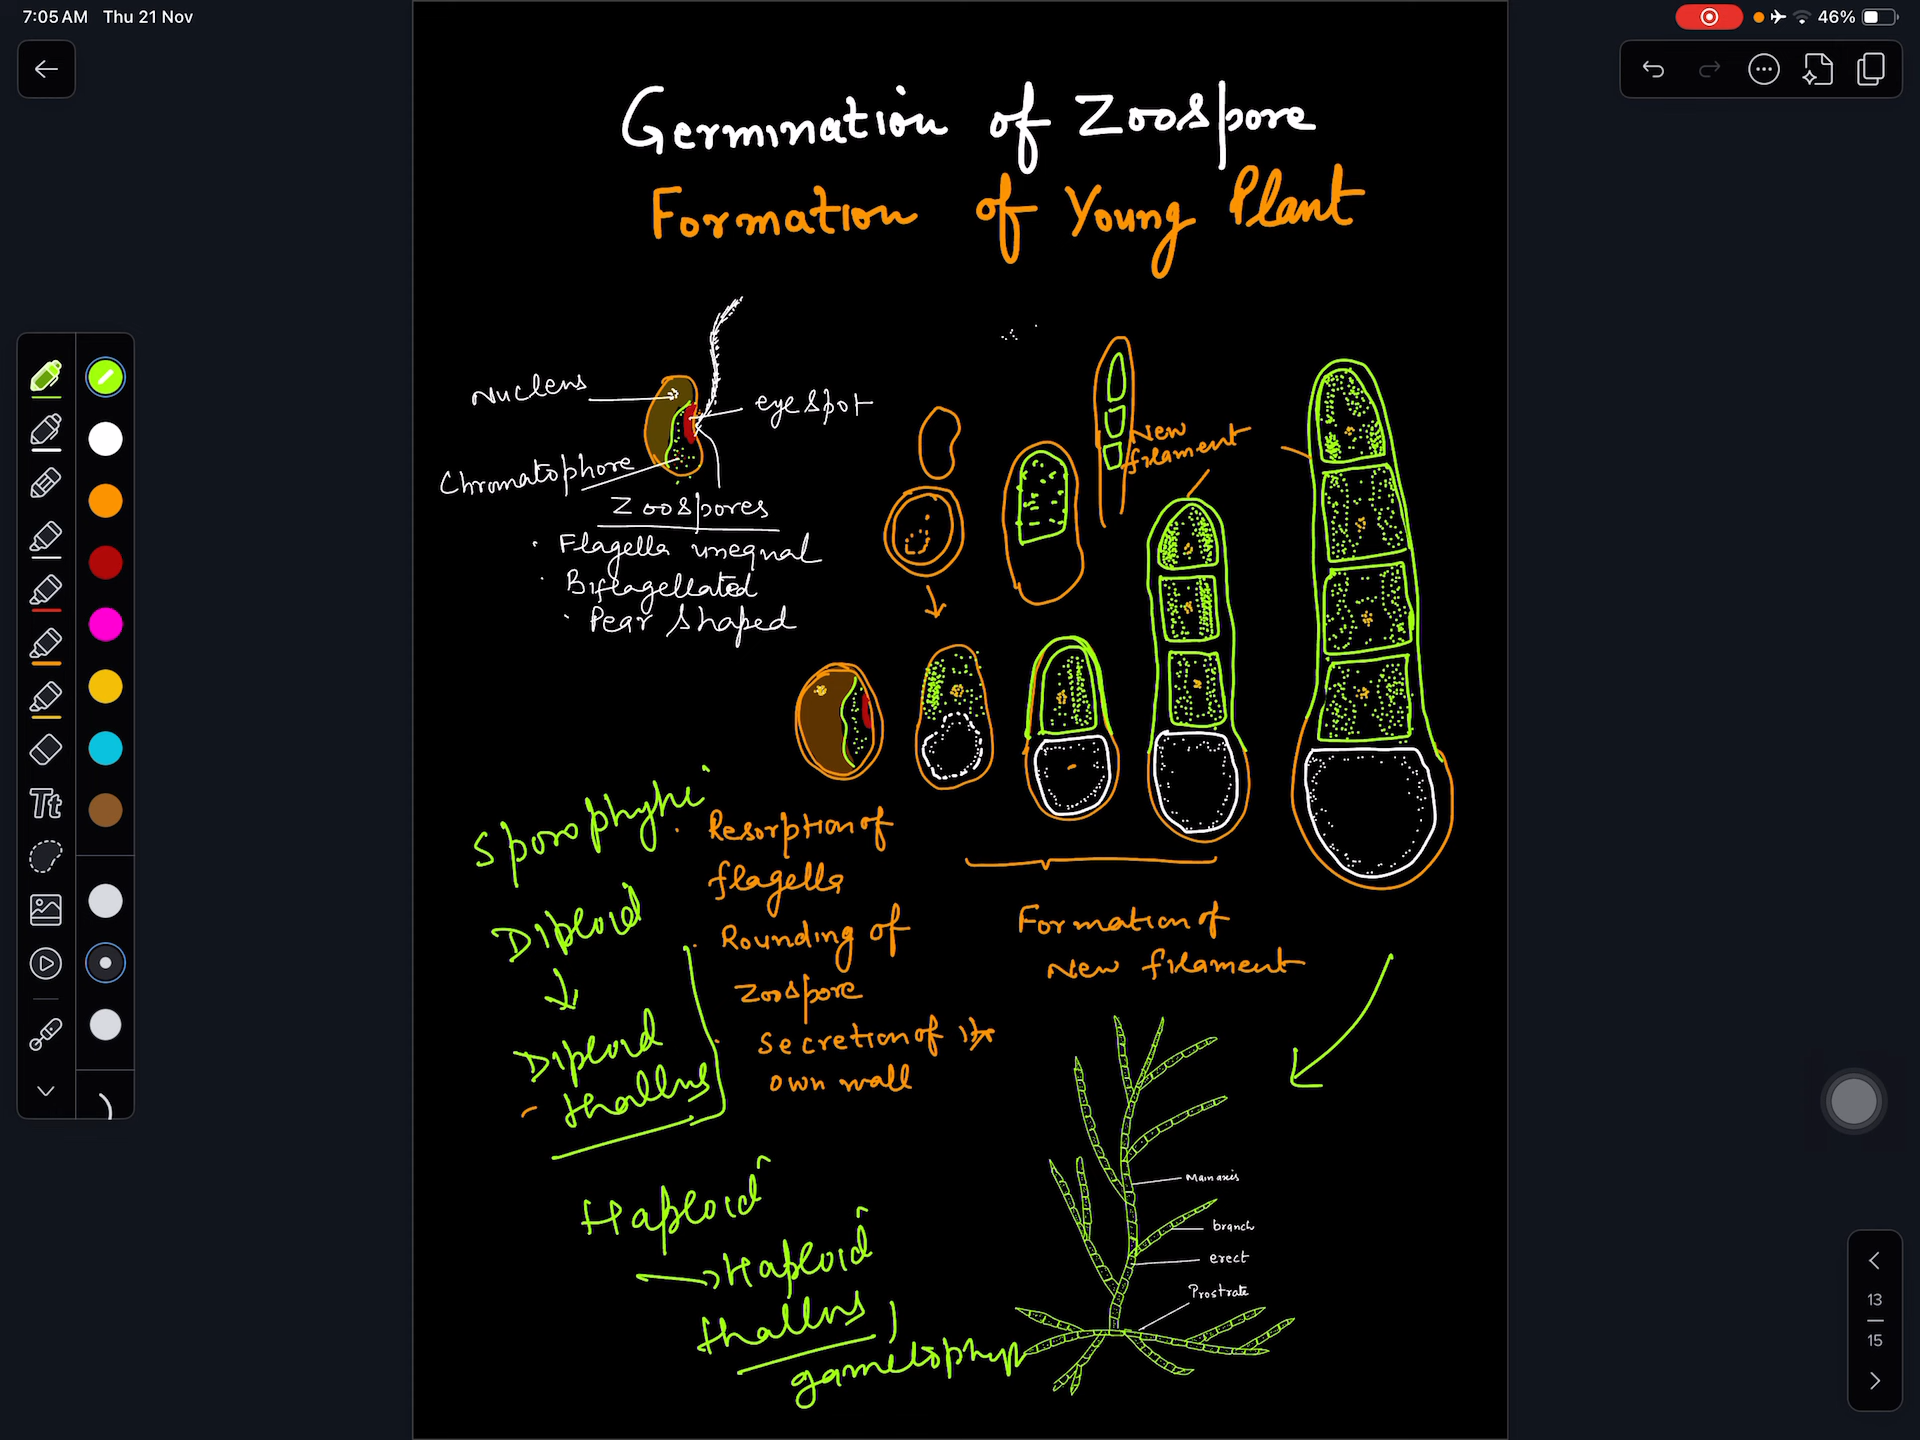 7:05 AM Thu 21 Nov
46%
Germination of Zoospore
Formation of Young Plant
Nucleus
eye spot
Chromatophore
Zoospores
· Flagella unequal
· Biflagellated
· Pear shaped
New
filament
Sporophytic
Diploid
Diploid
thallus
· Resorption of
flagella
· Rounding of
zoospore
· Secretion of its
own wall
Formation of
New filament
Haploid
Haploid
thallus
gametophyt
Main axis
branch
erect
Prostrate
Tt
13
15